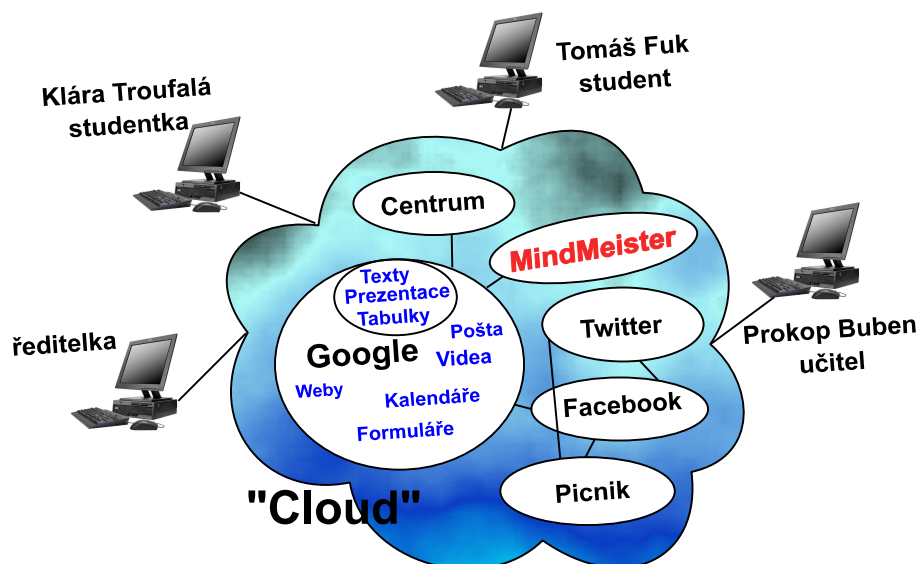 Tomáš Fuk
student
Klára Troufalá
studentka
Centrum
MindMeister
Texty
Prezentace
Tabulky
Twitter
Prokop Buben
učitel
ředitelka
Google
Pošta
Videa
Weby
Kalendáře
Facebook
Formuláře
Picnik
"Cloud"